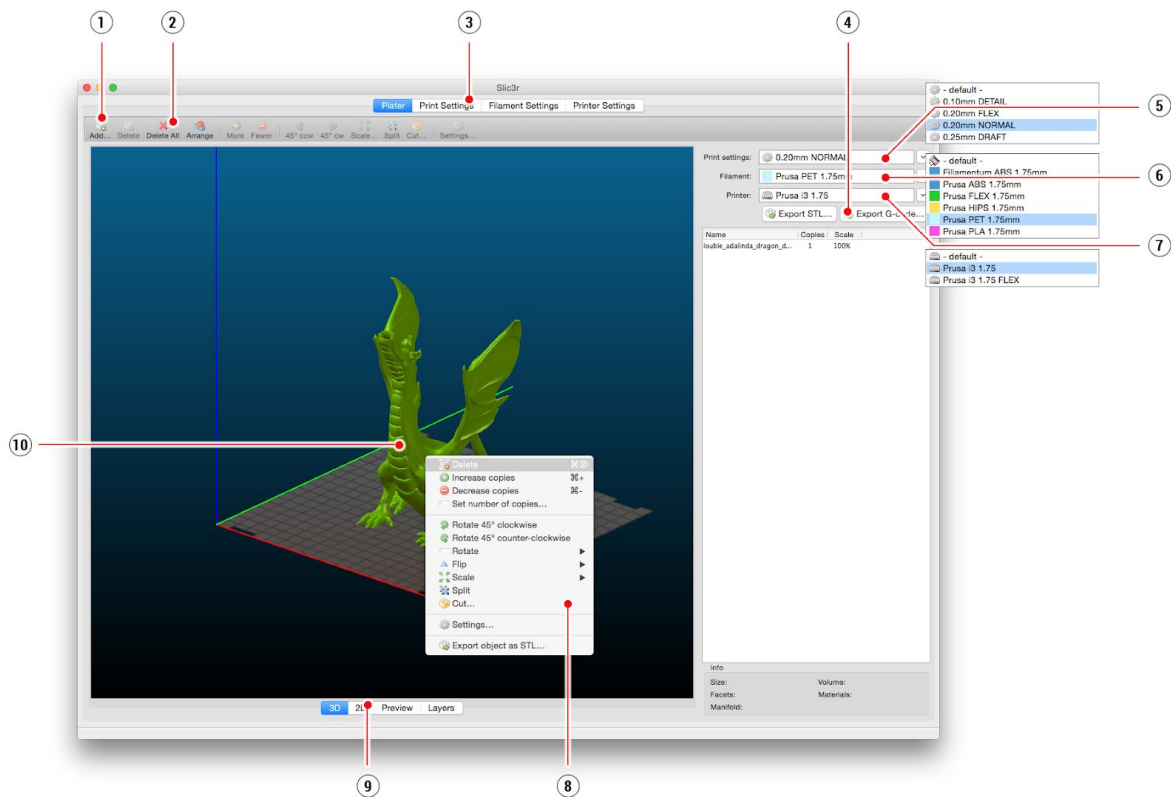 1 2 3 4
Slic3r
Plater Print Settings Filament Settings Printer Settings
Add... Delete Delete All Arrange More Fewer 45° ccw 45° cw Scale... Split Cut... Settings...
- default -
0.10mm DETAIL
0.20mm FLEX
0.20mm NORMAL
0.25mm DRAFT
5
Print settings: 0.20mm NORMAL
Filament: Prusa PET 1.75mm
Printer: Prusa i3 1.75
Export STL... Export G-code...
- default -
Fillamentum ABS 1.75mm
Prusa ABS 1.75mm
Prusa FLEX 1.75mm
Prusa HIPS 1.75mm
Prusa PET 1.75mm
Prusa PLA 1.75mm
6
7
- default -
Prusa i3 1.75
Prusa i3 1.75 FLEX
Name Copies Scale
loubie_adalinda_dragon_d... 1 100%
10
Delete ⌘⌦
Increase copies ⌘+
Decrease copies ⌘-
Set number of copies...
Rotate 45° clockwise
Rotate 45° counter-clockwise
Rotate
Flip
Scale
Split
Cut...
Settings...
Export object as STL...
Info
Size: Volume:
Facets: Materials:
Manifold:
3D 2D Preview Layers
9 8